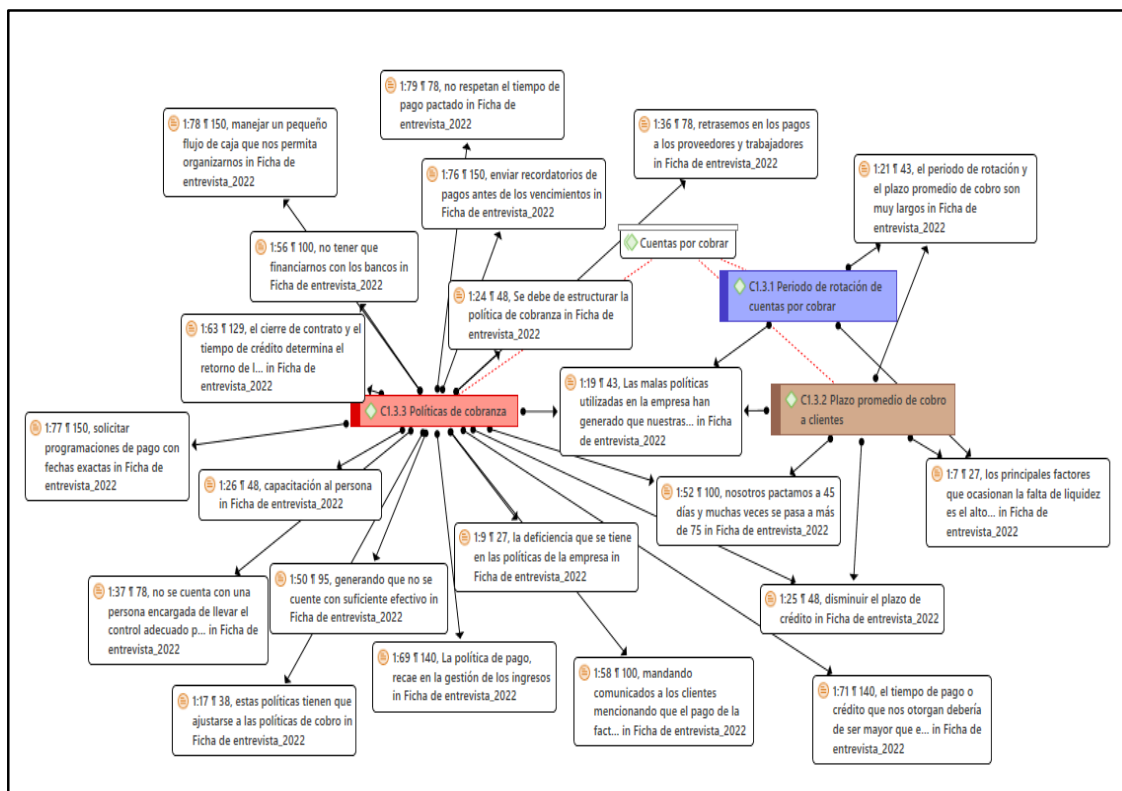 1:79 ¶ 78, no respetan el tiempo de
pago pactado in Ficha de
entrevista_2022
1:78 ¶ 150, manejar un pequeño
flujo de caja que nos permita
organizarnos in Ficha de
entrevista_2022
1:36 ¶ 78, retrasemos en los pagos
a los proveedores y trabajadores
in Ficha de entrevista_2022
1:76 ¶ 150, enviar recordatorios de
pagos antes de los vencimientos in
Ficha de entrevista_2022
1:21 ¶ 43, el periodo de rotación y
el plazo promedio de cobro son
muy largos in Ficha de
entrevista_2022
Cuentas por cobrar
1:56 ¶ 100, no tener que
financiarnos con los bancos in
Ficha de entrevista_2022
1:24 ¶ 48, Se debe de estructurar la
política de cobranza in Ficha de
entrevista_2022
C1.3.1 Periodo de rotación de
cuentas por cobrar
1:63 ¶ 129, el cierre de contrato y el
tiempo de crédito determina el
retorno de l... in Ficha de
entrevista_2022
1:19 ¶ 43, Las malas políticas
utilizadas en la empresa han
generado que nuestras... in Ficha
de entrevista_2022
C1.3.2 Plazo promedio de cobro
a clientes
C1.3.3 Políticas de cobranza
1:77 ¶ 150, solicitar
programaciones de pago con
fechas exactas in Ficha de
entrevista_2022
1:26 ¶ 48, capacitación al persona
in Ficha de entrevista_2022
1:52 ¶ 100, nosotros pactamos a 45
días y muchas veces se pasa a más
de 75 in Ficha de entrevista_2022
1:7 ¶ 27, los principales factores
que ocasionan la falta de liquidez
es el alto... in Ficha de
entrevista_2022
1:9 ¶ 27, la deficiencia que se tiene
en las políticas de la empresa in
Ficha de entrevista_2022
1:37 ¶ 78, no se cuenta con una
persona encargada de llevar el
control adecuado p... in Ficha de
entrevista_2022
1:50 ¶ 95, generando que no se
cuente con suficiente efectivo in
Ficha de entrevista_2022
1:25 ¶ 48, disminuir el plazo de
crédito in Ficha de entrevista_2022
1:69 ¶ 140, La política de pago,
recae en la gestión de los ingresos
in Ficha de entrevista_2022
1:58 ¶ 100, mandando
comunicados a los clientes
mencionando que el pago de la
fact... in Ficha de entrevista_2022
1:71 ¶ 140, el tiempo de pago o
crédito que nos otorgan debería
de ser mayor que e... in Ficha de
entrevista_2022
1:17 ¶ 38, estas políticas tienen que
ajustarse a las políticas de cobro in
Ficha de entrevista_2022